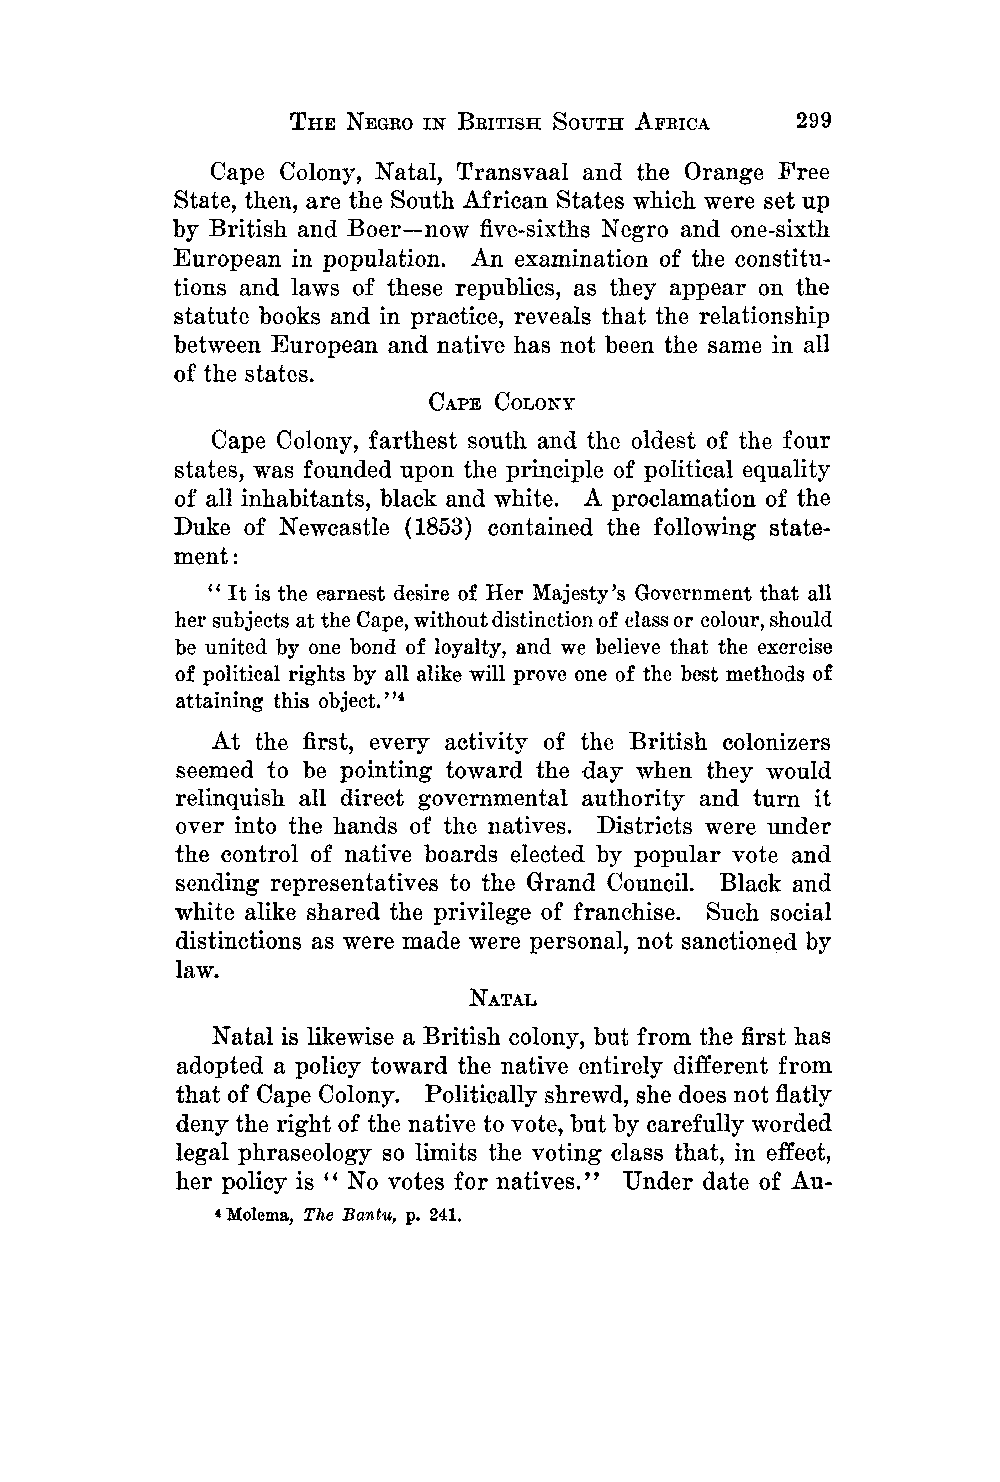 THE NEGRO IN BRITISH SOUTH AFRICA 299
Cape Colony, Natal, Transvaal and the Orange Free
State, then, are the South African States which were set up
by British and Boer—now five-sixths Negro and one-sixth
European in population. An examination of the constitu-
tions and laws of these republics, as they appear on the
statute books and in practice, reveals that the relationship
between European and native has not been the same in all
of the states.
CAPE COLONY
Cape Colony, farthest south and the oldest of the four
states, was founded upon the principle of political equality
of all inhabitants, black and white. A proclamation of the
Duke of Newcastle (1853) contained the following state-
ment:
“It is the earnest desire of Her Majesty’s Government that all
her subjects at the Cape, without distinction of class or colour, should
be united by one bond of loyalty, and we believe that the exercise
of political rights by all alike will prove one of the best methods of
attaining this object.”⁴
At the first, every activity of the British colonizers
seemed to be pointing toward the day when they would
relinquish all direct governmental authority and turn it
over into the hands of the natives. Districts were under
the control of native boards elected by popular vote and
sending representatives to the Grand Council. Black and
white alike shared the privilege of franchise. Such social
distinctions as were made were personal, not sanctioned by
law.
NATAL
Natal is likewise a British colony, but from the first has
adopted a policy toward the native entirely different from
that of Cape Colony. Politically shrewd, she does not flatly
deny the right of the native to vote, but by carefully worded
legal phraseology so limits the voting class that, in effect,
her policy is “No votes for natives.” Under date of Au-
⁴ Molema, The Bantu, p. 241.